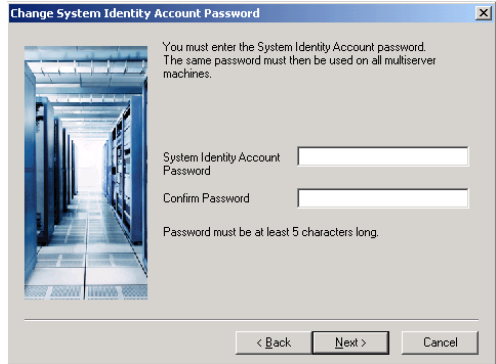 Change System Identity Account Password
You must enter the System Identity Account password.
The same password must then be used on all multiserver
machines.
System Identity Account
Password
Confirm Password
Password must be at least 5 characters long.
< Back
Next >
Cancel